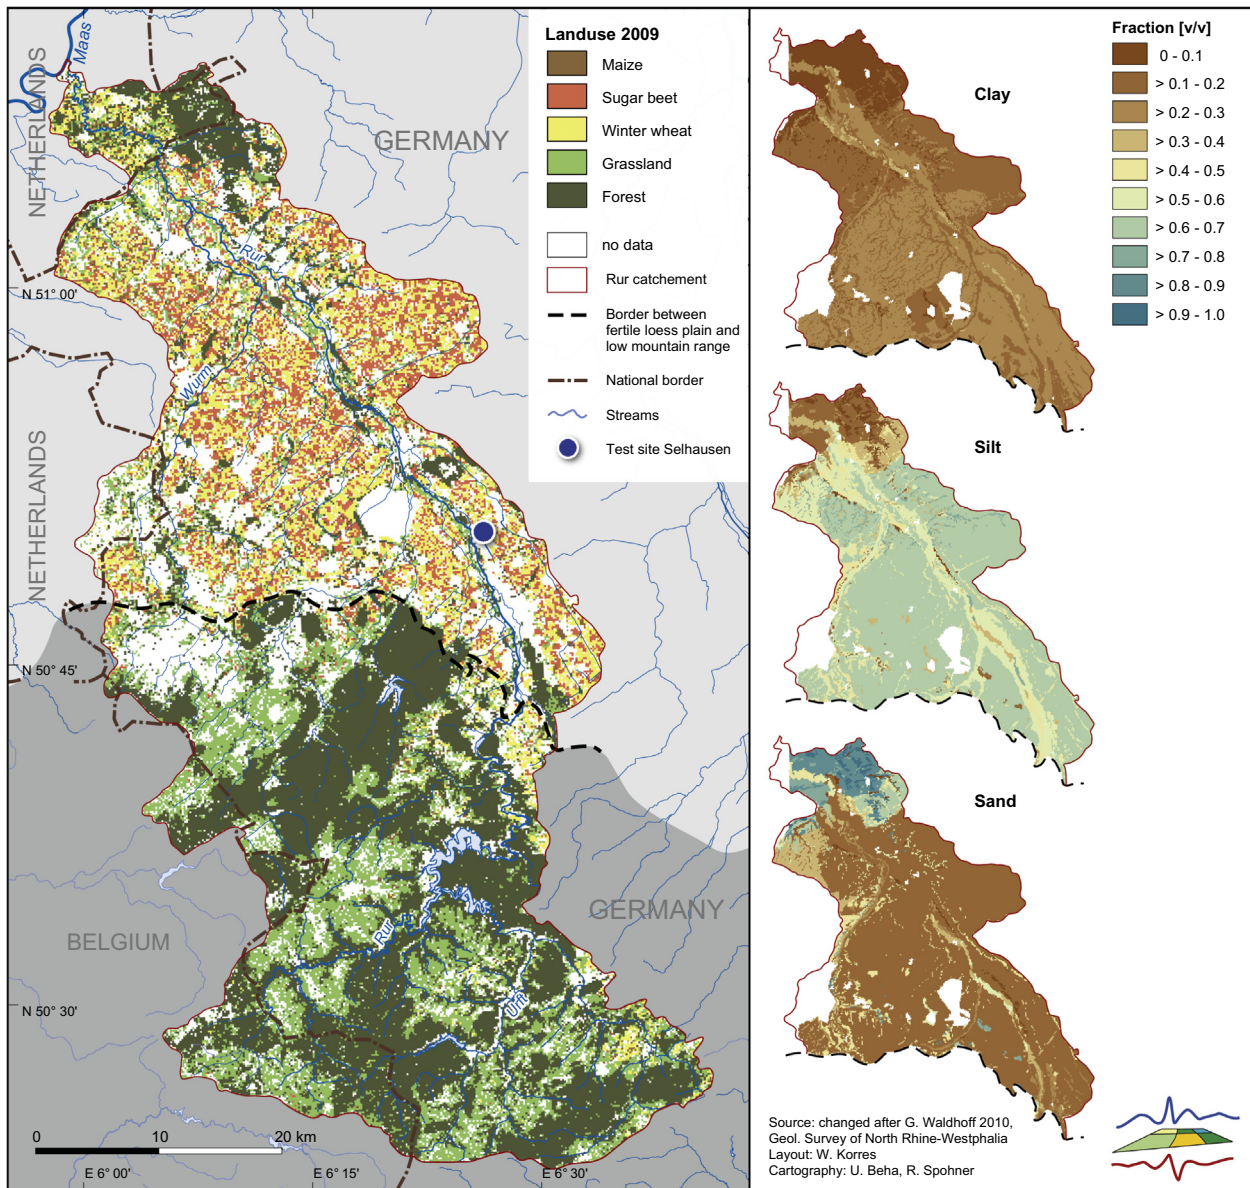 Landuse 2009
Maize
Sugar beet
Winter wheat
Grassland
Forest
no data
Rur catchement
Border between
fertile loess plain and
low mountain range
National border
Streams
Test site Selhausen
Maas
NETHERLANDS
GERMANY
Rur
N 51° 00'
Wurm
NETHERLANDS
N 50° 45'
BELGIUM
Rur
GERMANY
Urft
N 50° 30'
0 10 20 km
E 6° 00' E 6° 15' E 6° 30'
Fraction [v/v]
0 - 0.1
> 0.1 - 0.2
> 0.2 - 0.3
> 0.3 - 0.4
> 0.4 - 0.5
> 0.5 - 0.6
> 0.6 - 0.7
> 0.7 - 0.8
> 0.8 - 0.9
> 0.9 - 1.0
Clay
Silt
Sand
Source: changed after G. Waldhoff 2010,
Geol. Survey of North Rhine-Westphalia
Layout: W. Korres
Cartography: U. Beha, R. Spohner